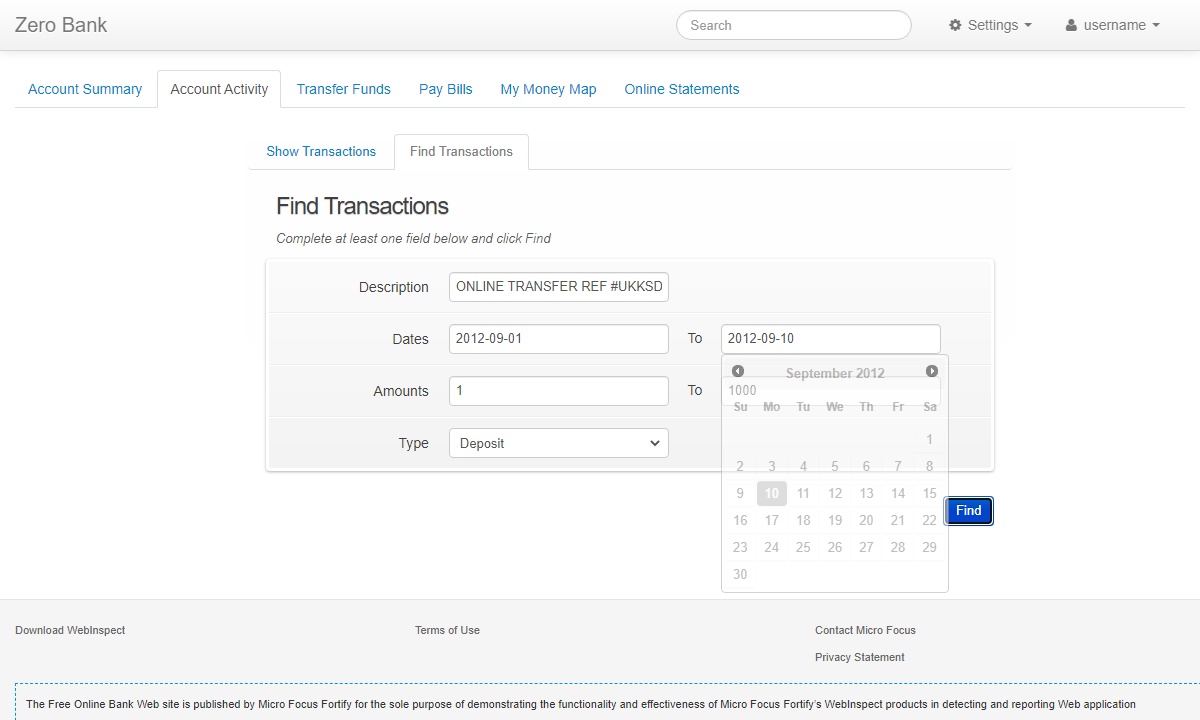 Zero Bank Search Settings username
Account Summary Account Activity Transfer Funds Pay Bills My Money Map Online Statements
Show Transactions Find Transactions
Find Transactions
Complete at least one field below and click Find
Description ONLINE TRANSFER REF #UKKSD
Dates 2012-09-01 To 2012-09-10
September 2012
Amounts 1 To 1000
Su Mo Tu We Th Fr Sa
1
Type Deposit
2 3 4 5 6 7 8
9 10 11 12 13 14 15
Find
16 17 18 19 20 21 22
23 24 25 26 27 28 29
30
Download WebInspect Terms of Use Contact Micro Focus
Privacy Statement
The Free Online Bank Web site is published by Micro Focus Fortify for the sole purpose of demonstrating the functionality and effectiveness of Micro Focus Fortify's WebInspect products in detecting and reporting Web application